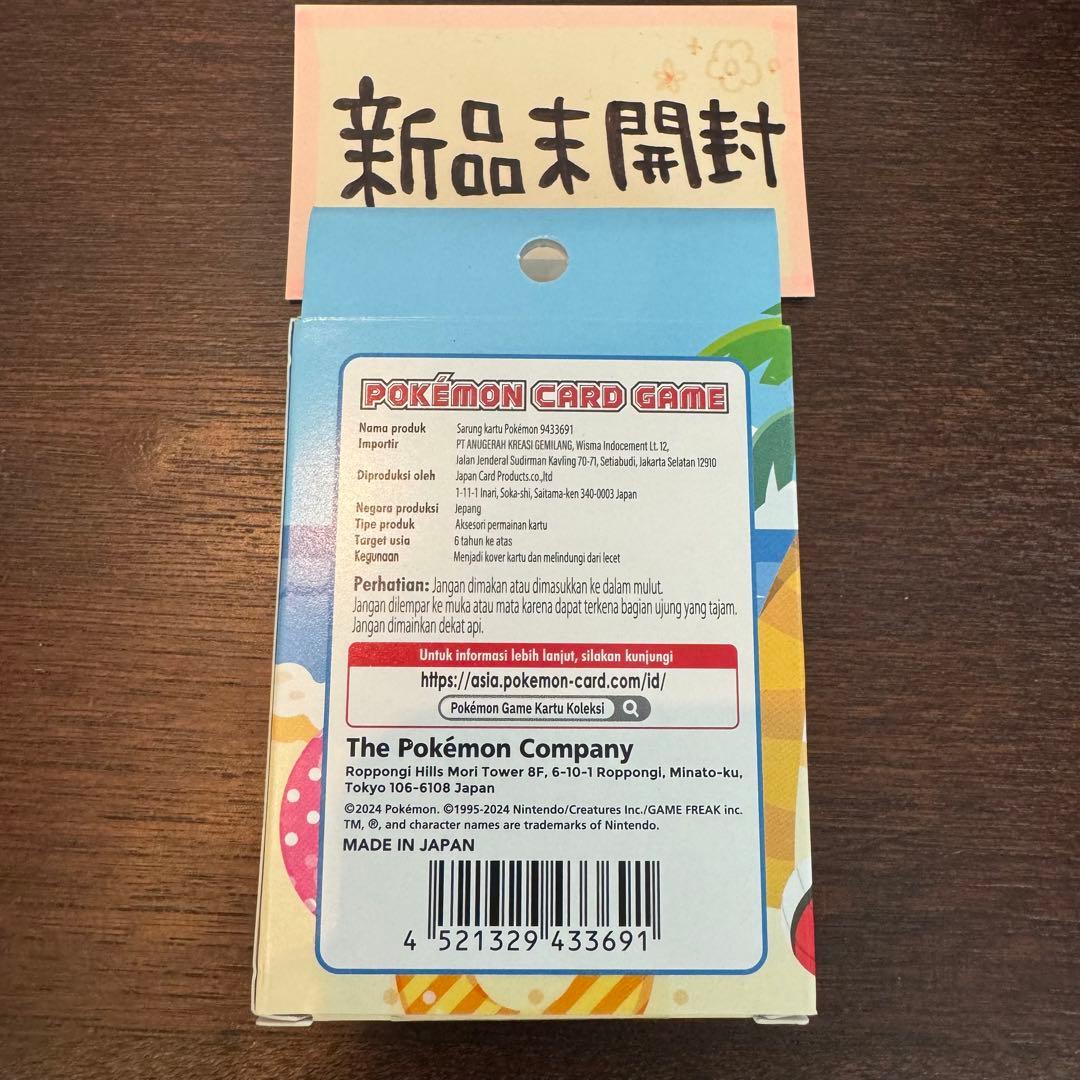 新品未開封
POKÉMON CARD GAME
Nama produk Sarung kartu Pokémon 9433691
Importir PT ANUGERAH KREASI GEMILANG, Wisma Indocement Lt. 12,
Jalan Jenderal Sudirman Kavling 70-71, Setiabudi, Jakarta Selatan 12910
Diproduksi oleh Japan Card Products.co.,ltd
1-11-1 Inari, Soka-shi, Saitama-ken 340-0003 Japan
Negara produksi Jepang
Tipe produk Aksesori permainan kartu
Target usia 6 tahun ke atas
Kegunaan Menjadi kover kartu dan melindungi dari lecet
Perhatian: Jangan dimakan atau dimasukkan ke dalam mulut.
Jangan dilempar ke muka atau mata karena dapat terkena bagian ujung yang tajam.
Jangan dimainkan dekat api.
Untuk informasi lebih lanjut, silakan kunjungi
https://asia.pokemon-card.com/id/
Pokémon Game Kartu Koleksi
The Pokémon Company
Roppongi Hills Mori Tower 8F, 6-10-1 Roppongi, Minato-ku,
Tokyo 106-6108 Japan
©2024 Pokémon. ©1995-2024 Nintendo/Creatures Inc./GAME FREAK inc.
TM, ®, and character names are trademarks of Nintendo.
MADE IN JAPAN
4 521329 433691